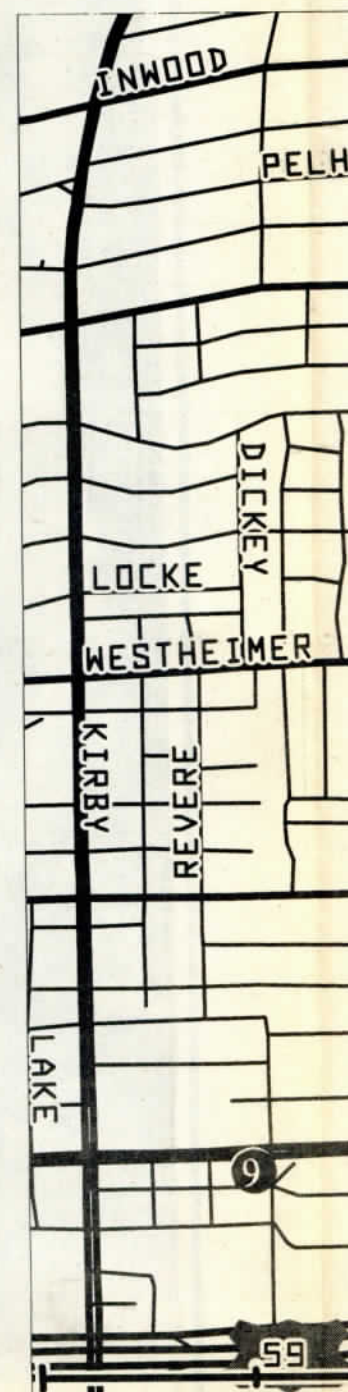 INWOOD
PELH
DICKEY
LOCKE
WESTHEIMER
KIRBY
REVERE
LAKE
9
59